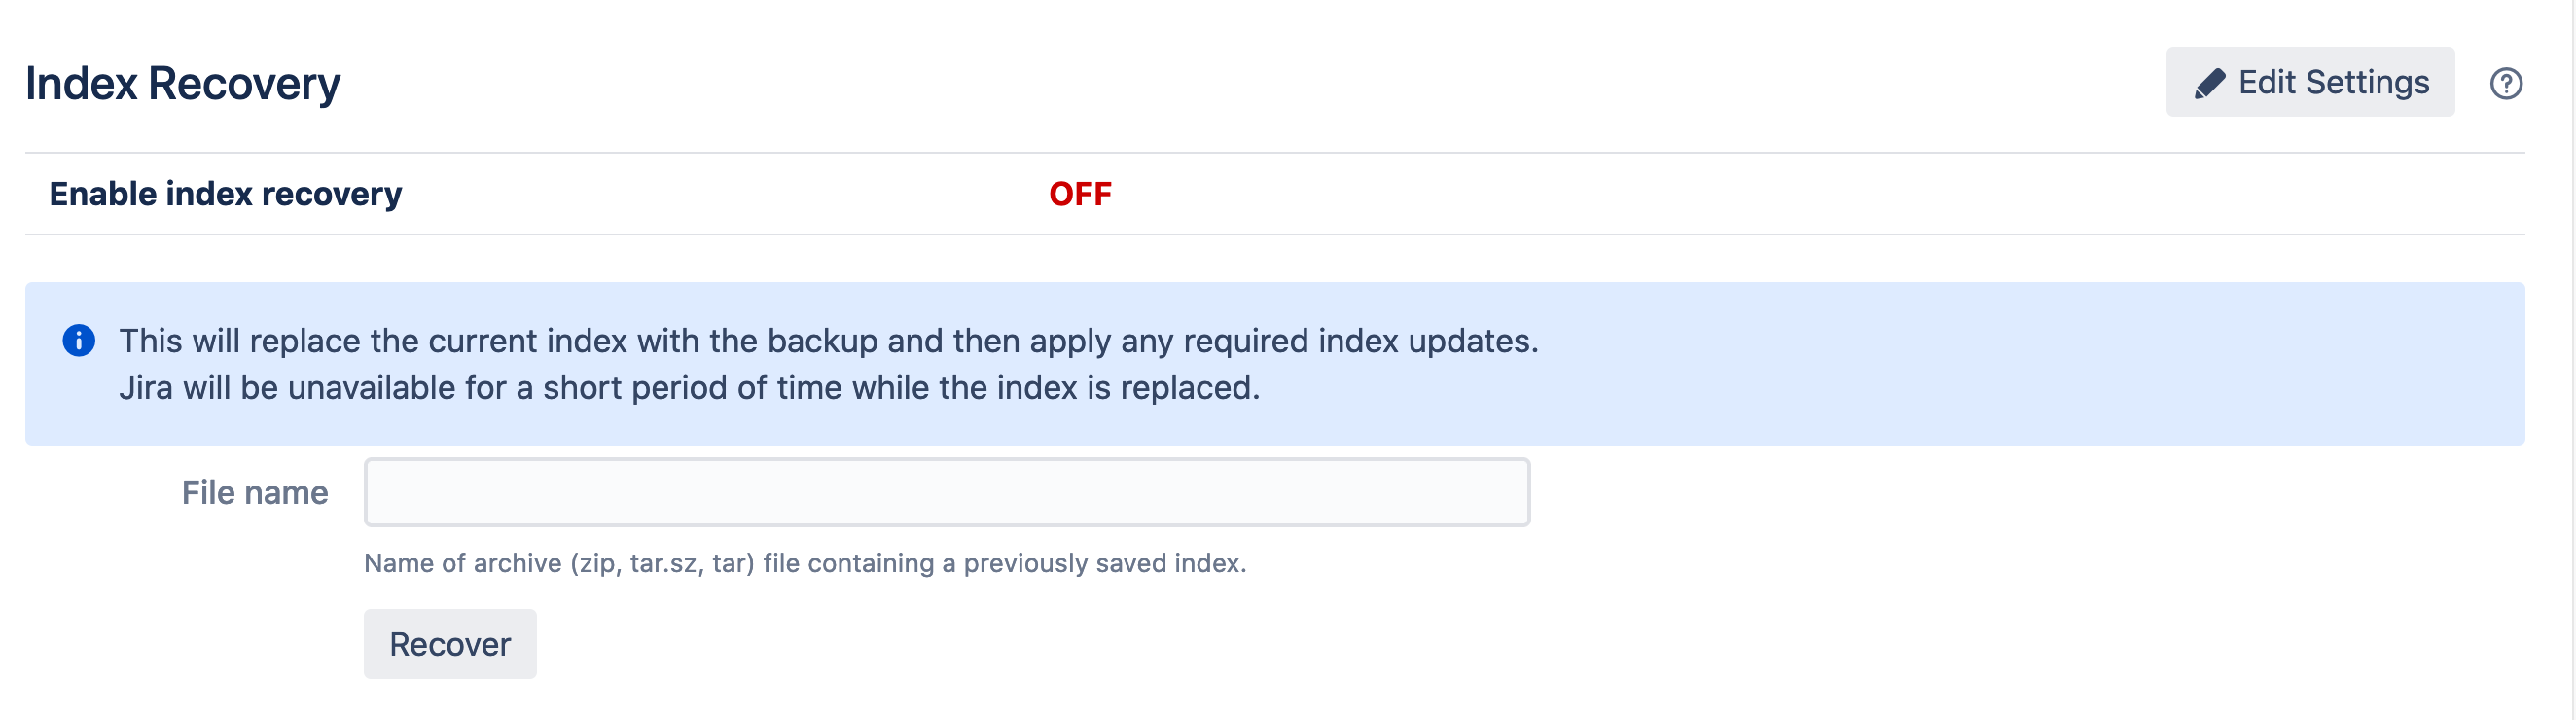 Index Recovery
Edit Settings
Enable index recovery
OFF
This will replace the current index with the backup and then apply any required index updates.
Jira will be unavailable for a short period of time while the index is replaced.
File name
Name of archive (zip, tar.sz, tar) file containing a previously saved index.
Recover